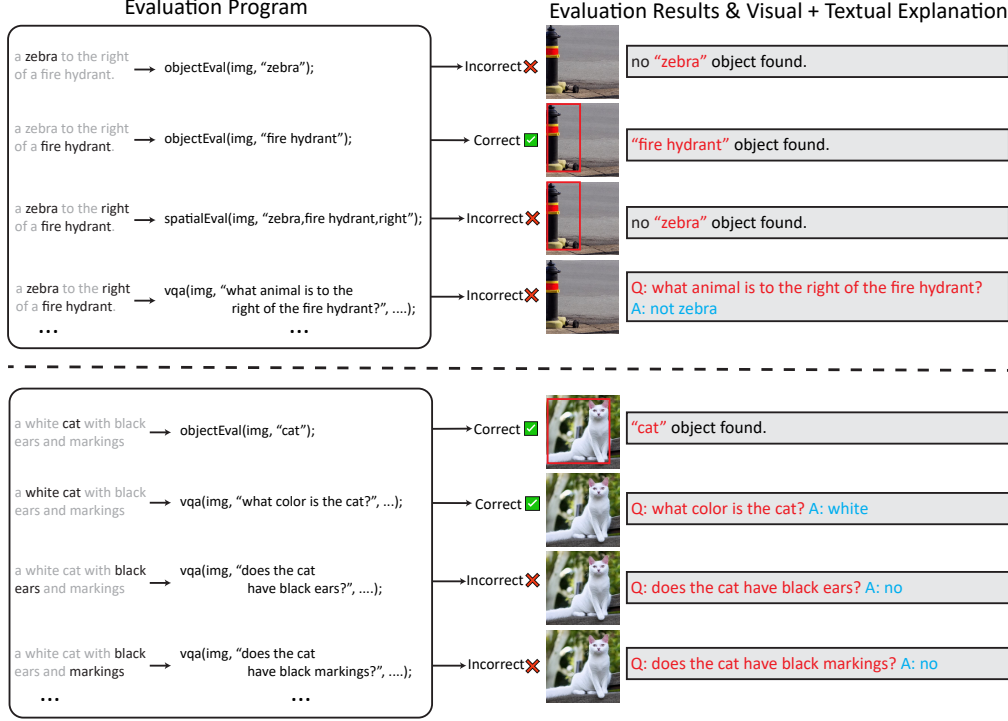 Evaluation Program
Evaluation Results & Visual + Textual Explanation
a zebra to the right
of a fire hydrant.
objectEval(img, “zebra”);
Incorrect
no “zebra” object found.
a zebra to the right
of a fire hydrant.
objectEval(img, “fire hydrant”);
Correct
“fire hydrant” object found.
a zebra to the right
of a fire hydrant.
spatialEval(img, “zebra,fire hydrant,right”);
Incorrect
no “zebra” object found.
a zebra to the right
of a fire hydrant.
vqa(img, “what animal is to the
right of the fire hydrant?”, ....);
Incorrect
Q: what animal is to the right of the fire hydrant?
A: not zebra
...
...
a white cat with black
ears and markings
objectEval(img, “cat”);
Correct
“cat” object found.
a white cat with black
ears and markings
vqa(img, “what color is the cat?”, ...);
Correct
Q: what color is the cat? A: white
a white cat with black
ears and markings
vqa(img, “does the cat
have black ears?”, ....);
Incorrect
Q: does the cat have black ears? A: no
a white cat with black
ears and markings
vqa(img, “does the cat
have black markings?”, ....);
Incorrect
Q: does the cat have black markings? A: no
...
...